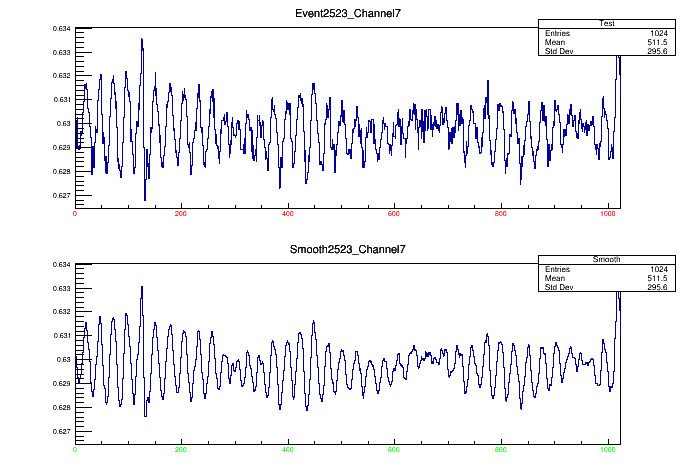 Event2523_Channel7
Test
Entries 1024
Mean 511.5
Std Dev 295.6
0.634
0.633
0.632
0.631
0.63
0.629
0.628
0.627
0 200 400 600 800 1000
Smooth2523_Channel7
Smooth
Entries 1024
Mean 511.5
Std Dev 295.6
0.634
0.633
0.632
0.631
0.63
0.629
0.628
0.627
0 200 400 600 800 1000